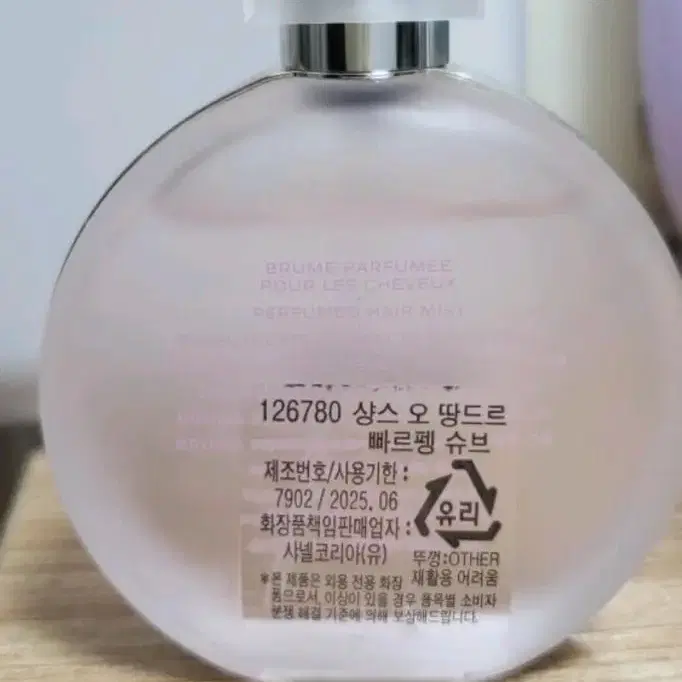 BRUME PARFUMÉE
POUR LES CHEVEUX
PERFUMED HAIR MIST
126780 샹스 오 땅드르
빠르펭 슈브
제조번호/사용기한 :
7902 / 2025. 06
화장품책임판매업자 :
샤넬코리아(유)
유리
뚜껑:OTHER
재활용 어려움
※본 제품은 외용 전용 화장
품으로서, 이상이 있을 경우 품목별 소비자
분쟁 해결 기준에 의해 보상해드립니다.